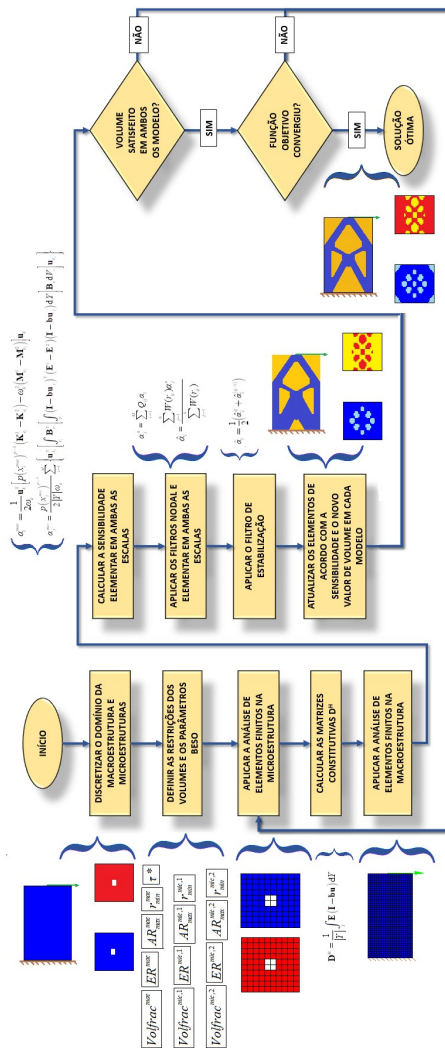 INÍCIO
DISCRETIZAR O DOMÍNIO DA
MACROESTRUTURA E
MICROESTRUTURAS
DEFINIR AS RESTRIÇÕES DOS
VOLUMES E OS PARÂMETROS
BESO
Volfrac^mac ER^mac AR^mac_max r^mac_min τ*
Volfrac^mic,1 ER^mic,1 AR^mic,1_max r^mic,1_min
Volfrac^mic,2 ER^mic,2 AR^mic,2_max r^mic,2_min
APLICAR A ANÁLISE DE
ELEMENTOS FINITOS NA
MICROESTRUTURA
CALCULAR AS MATRIZES
CONSTITUTIVAS D^H
D^H = 1/|Y| ∫ E (I − bu) dY
APLICAR A ANÁLISE DE
ELEMENTOS FINITOS NA
MACROESTRUTURA
CALCULAR A SENSIBILIDADE
ELEMENTAR EM AMBAS AS
ESCALAS
APLICAR OS FILTROS NODAL E
ELEMENTAR EM AMBAS AS
ESCALAS
APLICAR O FILTRO DE
ESTABILIZAÇÃO
ATUALIZAR OS ELEMENTOS DE
ACORDO COM A
SENSIBILIDADE E O NOVO
VALOR DE VOLUME EM CADA
MODELO
VOLUME
SATISFEITO
EM AMBOS
OS MODELO?
NÃO
SIM
FUNÇÃO
OBJETIVO
CONVERGIU?
NÃO
SIM
SOLUÇÃO
ÓTIMA